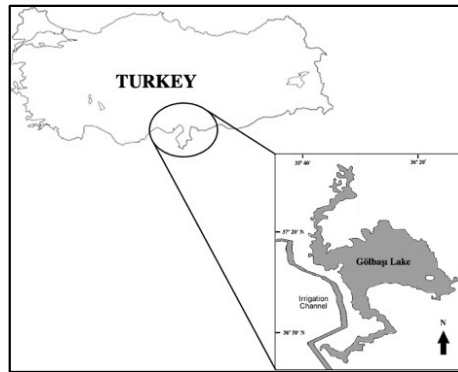 TURKEY
35° 40'
36° 20'
37° 20' N
Gölbaşı Lake
Irrigation
Channel
36° 50' N
N